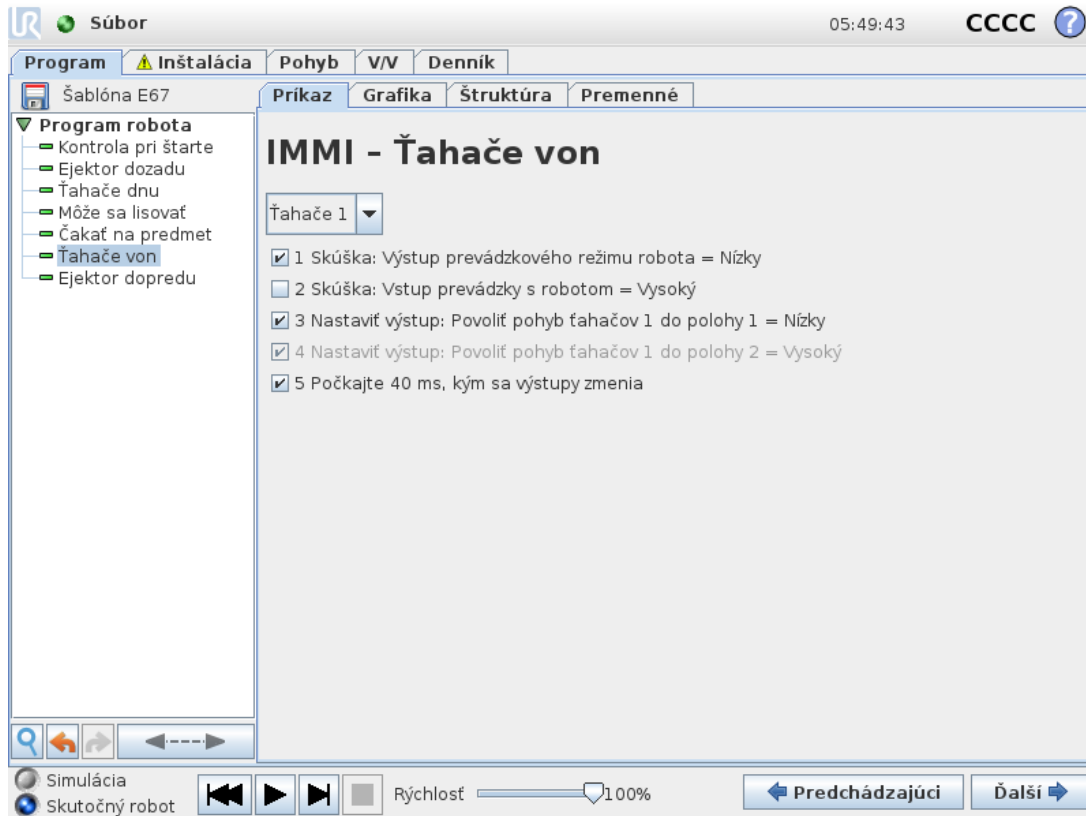 UR Súbor 05:49:43 CCCC ?
Program Inštalácia Pohyb V/V Denník
Šablóna E67
Príkaz Grafika Štruktúra Premenné
Program robota
Kontrola pri štarte
Ejektor dozadu
Ťahače dnu
Môže sa lisovať
Čakať na predmet
Ťahače von
Ejektor dopredu
IMMI – Ťahače von
Ťahače 1
1 Skúška: Výstup prevádzkového režimu robota = Nízky
2 Skúška: Vstup prevádzky s robotom = Vysoký
3 Nastaviť výstup: Povoliť pohyb ťahačov 1 do polohy 1 = Nízky
4 Nastaviť výstup: Povoliť pohyb ťahačov 1 do polohy 2 = Vysoký
5 Počkajte 40 ms, kým sa výstupy zmenia
Simulácia
Skutočný robot
Rýchlosť 100%
Predchádzajúci Ďalší